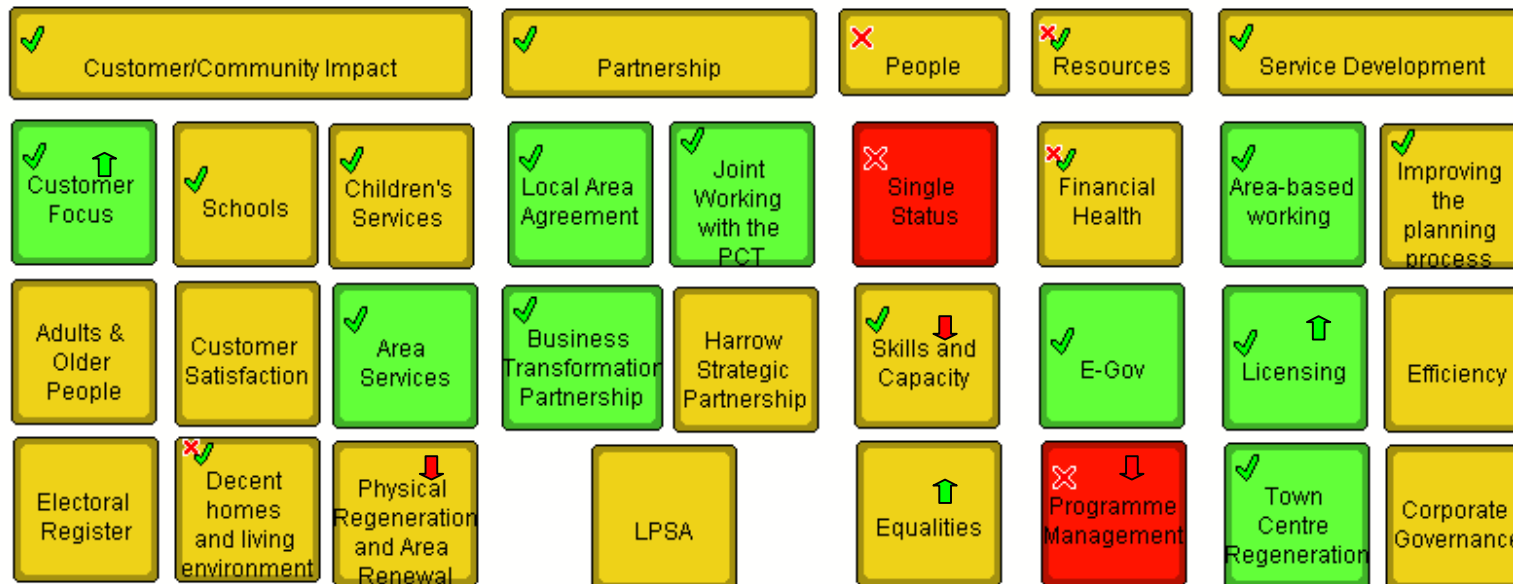 Customer/Community Impact
Partnership
People
Resources
Service Development
Customer
Focus
Schools
Children's
Services
Local Area
Agreement
Joint
Working
with the
PCT
Single
Status
Financial
Health
Area-based
working
Improving
the
planning
process
Adults &
Older
People
Customer
Satisfaction
Area
Services
Business
Transformation
Partnership
Harrow
Strategic
Partnership
Skills and
Capacity
E-Gov
Licensing
Efficiency
Electoral
Register
Decent
homes
and living
environment
Physical
Regeneration
and Area
Renewal
LPSA
Equalities
Programme
Management
Town
Centre
Regeneration
Corporate
Governance